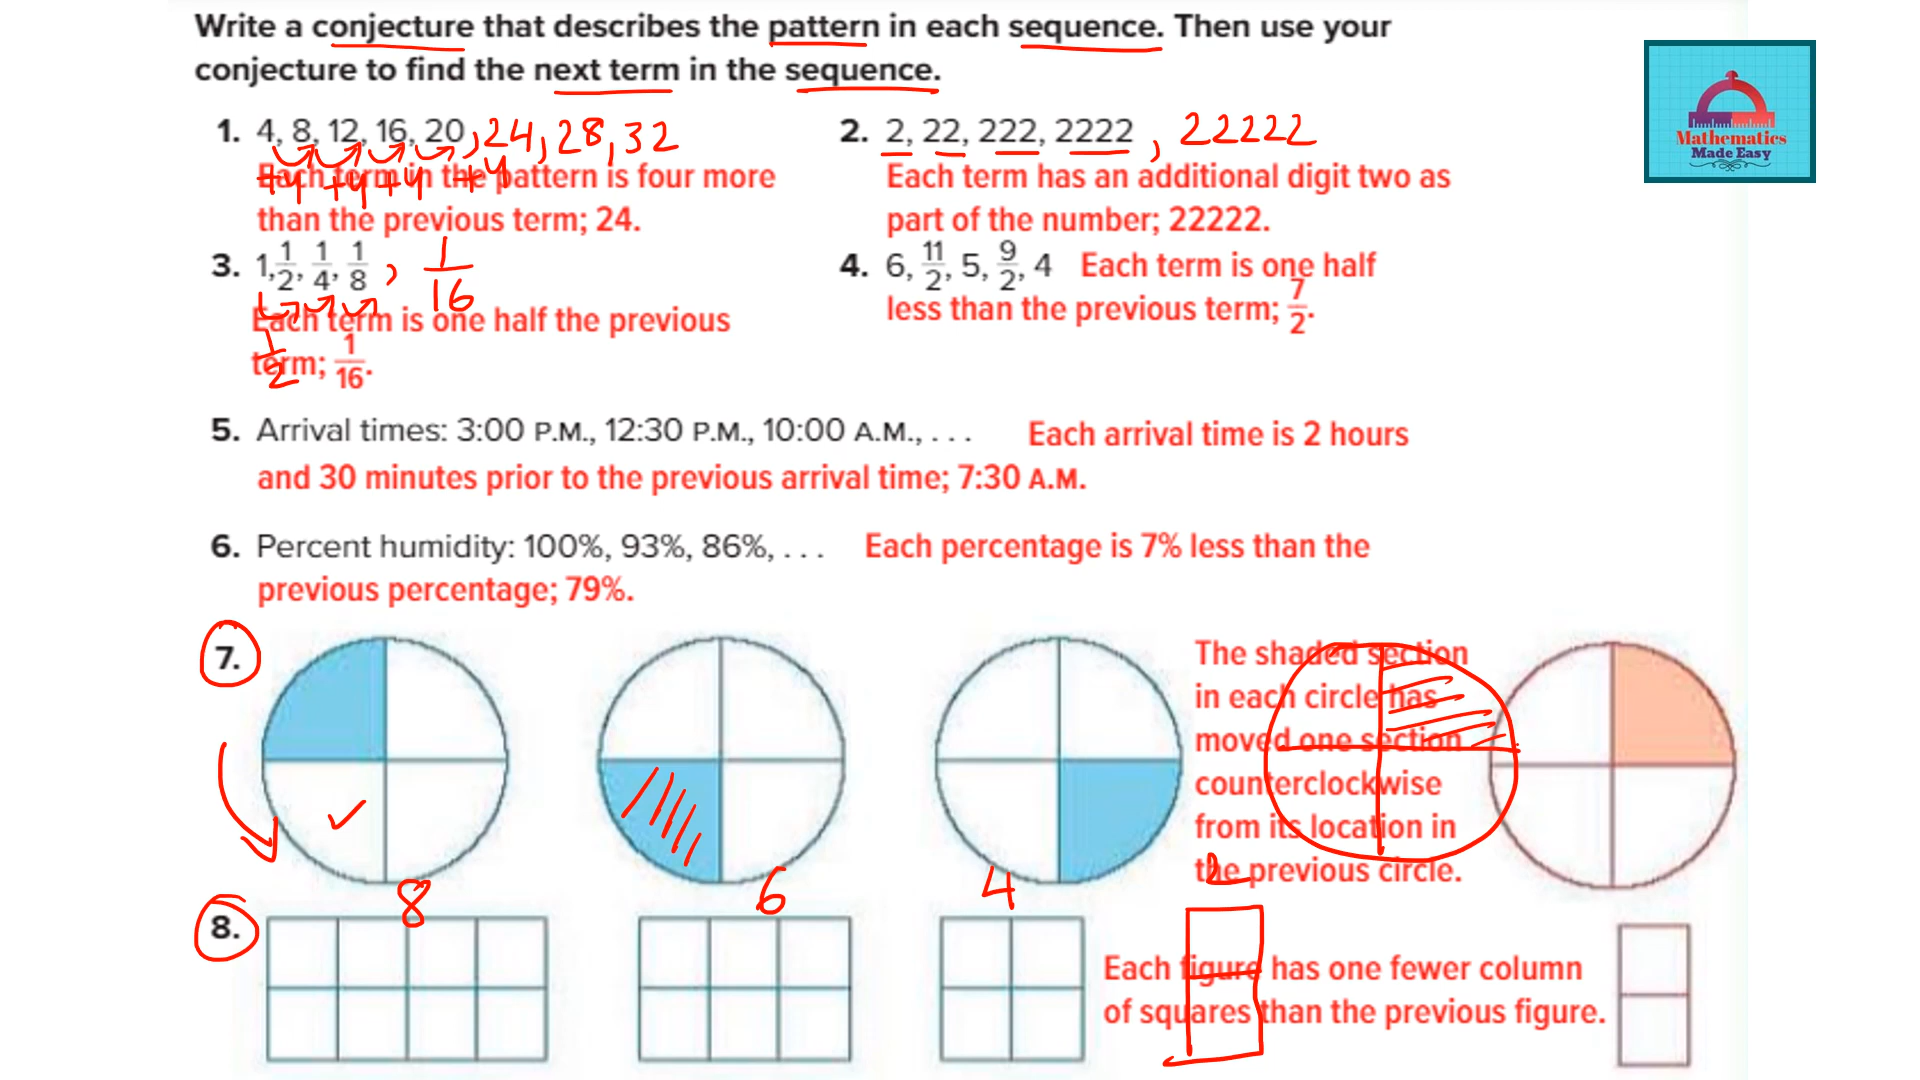 Write a conjecture that describes the pattern in each sequence. Then use your
conjecture to find the next term in the sequence.
1. 4, 8, 12, 16, 20 , 24, 28, 32
+4 +4 +4 +4
Each term in the pattern is four more
than the previous term; 24.
2. 2, 22, 222, 2222 , 22222
Each term has an additional digit two as
part of the number; 22222.
3. 1, 1/2, 1/4, 1/8 , 1/16
1/2
Each term is one half the previous
term; 1/16.
4. 6, 11/2, 5, 9/2, 4 Each term is one half
less than the previous term; 7/2.
5. Arrival times: 3:00 P.M., 12:30 P.M., 10:00 A.M., . . . Each arrival time is 2 hours
and 30 minutes prior to the previous arrival time; 7:30 A.M.
6. Percent humidity: 100%, 93%, 86%, . . . Each percentage is 7% less than the
previous percentage; 79%.
7.
The shaded section
in each circle has
moved one section
counterclockwise
from its location in
the previous circle.
8 6 4 2
8.
Each figure has one fewer column
of squares than the previous figure.
Mathematics
Made Easy